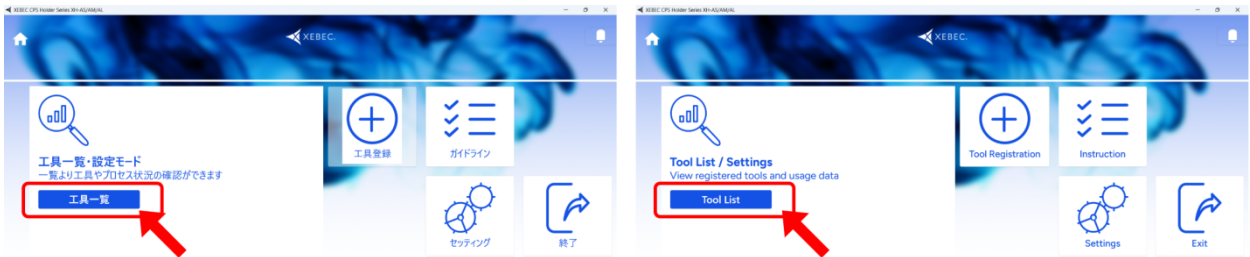 XEBEC CPS Holder Series XH-AS/AM/AL
XEBEC.
工具一覧・設定モード
一覧より工具やプロセス状況の確認ができます
工具一覧
工具登録
ガイドライン
セッティング
終了
XEBEC CPS Holder Series XH-AS/AM/AL
XEBEC.
Tool List / Settings
View registered tools and usage data
Tool List
Tool Registration
Instruction
Settings
Exit